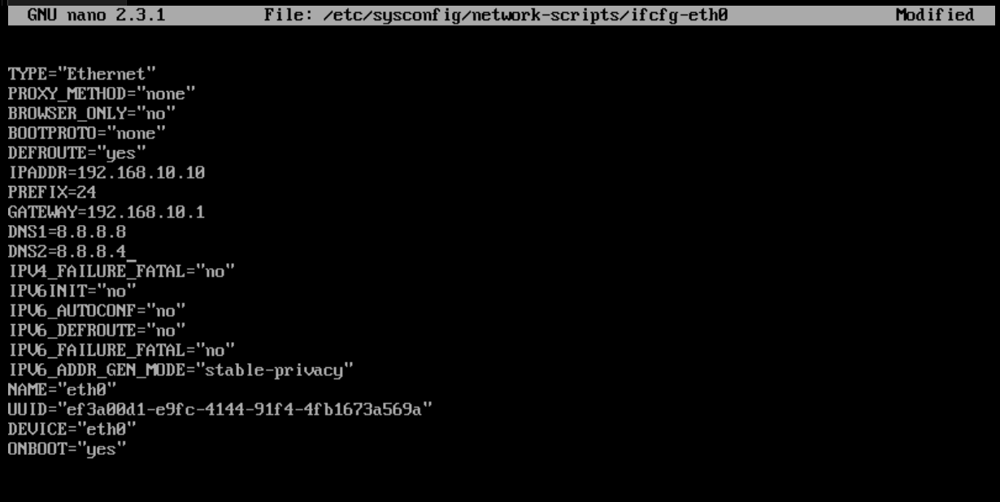 GNU nano 2.3.1 File: /etc/sysconfig/network-scripts/ifcfg-eth0 Modified
TYPE="Ethernet"
PROXY_METHOD="none"
BROWSER_ONLY="no"
BOOTPROTO="none"
DEFROUTE="yes"
IPADDR=192.168.10.10
PREFIX=24
GATEWAY=192.168.10.1
DNS1=8.8.8.8
DNS2=8.8.8.4_
IPV4_FAILURE_FATAL="no"
IPV6INIT="no"
IPV6_AUTOCONF="no"
IPV6_DEFROUTE="no"
IPV6_FAILURE_FATAL="no"
IPV6_ADDR_GEN_MODE="stable-privacy"
NAME="eth0"
UUID="ef3a00d1-e9fc-4144-91f4-4fb1673a569a"
DEVICE="eth0"
ONBOOT="yes"